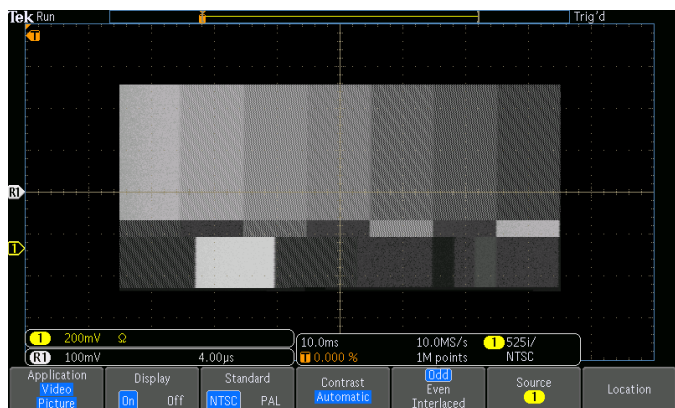 Tek Run Trig'd
T
R1
1
1 200mV Ω
R1 100mV 4.00µs
10.0ms 10.0MS/s 1 525i/
T 0.000 % 1M points NTSC
Application
Video
Picture
Display
On Off
Standard
NTSC PAL
Contrast
Automatic
Odd
Even
Interlaced
Source
1
Location